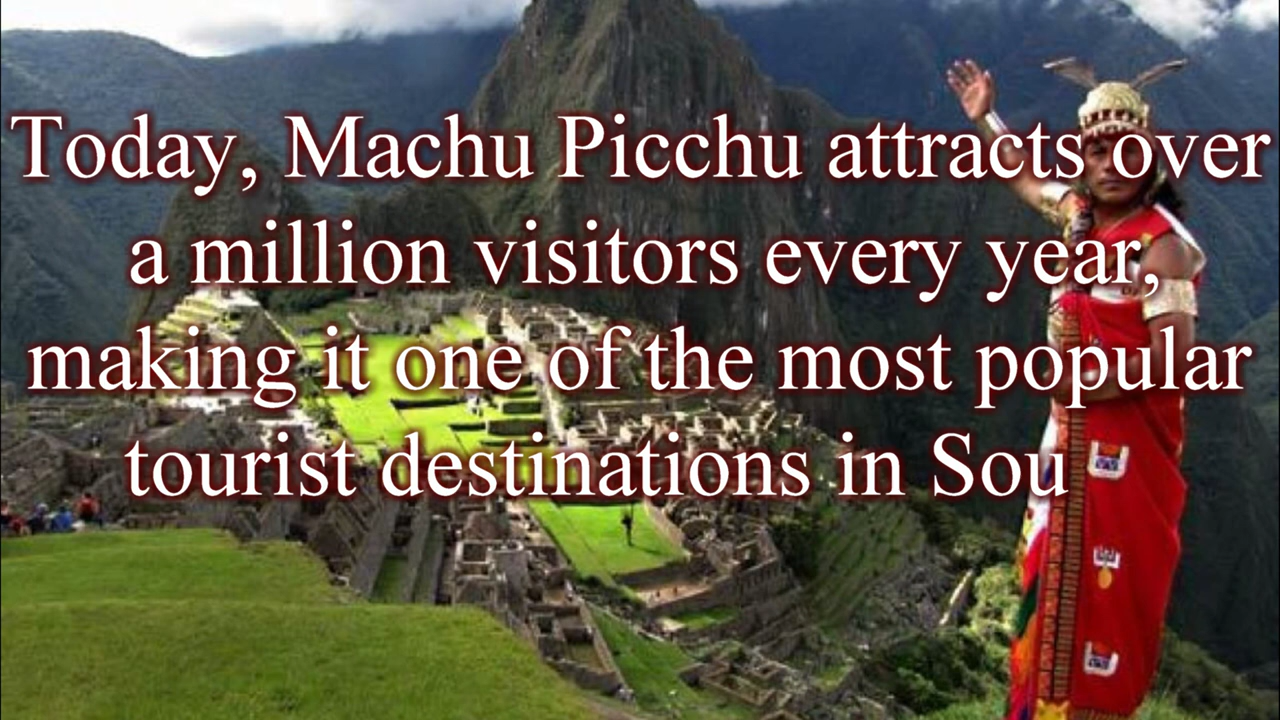 Today, Machu Picchu attracts over
a million visitors every year,
making it one of the most popular
tourist destinations in Sou